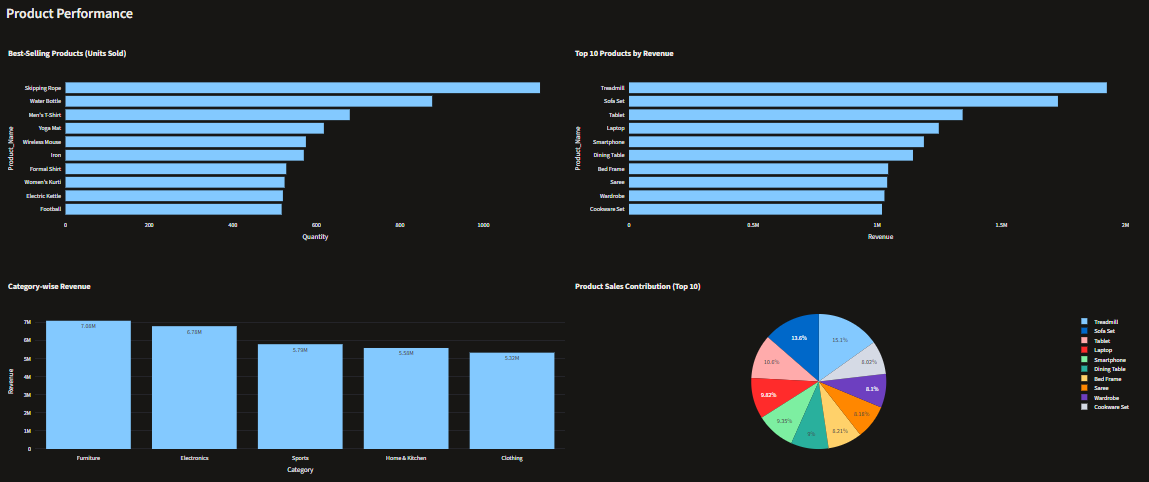 Product Performance
Best-Selling Products (Units Sold)
Product_Name
Skipping Rope
Water Bottle
Men's T-Shirt
Yoga Mat
Wireless Mouse
Iron
Formal Shirt
Women's Kurti
Electric Kettle
Football
0 200 400 600 800 1000
Quantity
Top 10 Products by Revenue
Product_Name
Treadmill
Sofa Set
Tablet
Laptop
Smartphone
Dining Table
Bed Frame
Saree
Wardrobe
Cookware Set
0 0.5M 1M 1.5M 2M
Revenue
Category-wise Revenue
Revenue
7M
6M
5M
4M
3M
2M
1M
0
6.78M
5.79M
5.58M
5.32M
Furniture Electronics Sports Home & Kitchen Clothing
Category
Product Sales Contribution (Top 10)
13.6%
15.1%
10.6%
8.02%
9.82%
8.1%
9.35%
9%
8.21%
8.18%
Treadmill
Sofa Set
Tablet
Laptop
Smartphone
Dining Table
Bed Frame
Saree
Wardrobe
Cookware Set